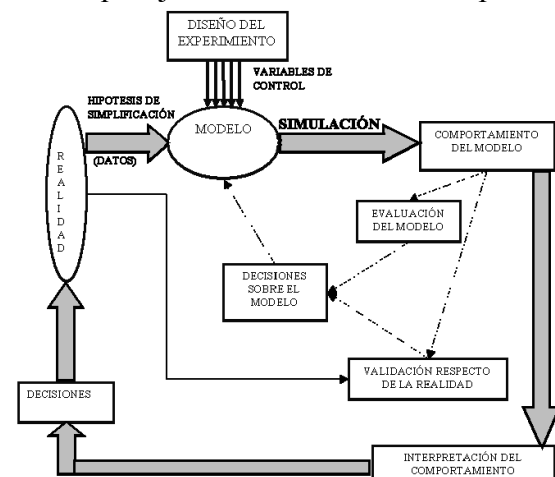 DISEÑO DEL
EXPERIMENTO
VARIABLES DE
CONTROL
HIPOTESIS DE
SIMPLIFICACIÓN
(DATOS)
MODELO
SIMULACIÓN
COMPORTAMIENTO
DEL MODELO
REALIDAD
EVALUACIÓN
DEL MODELO
DECISIONES
SOBRE EL
MODELO
VALIDACIÓN RESPECTO
DE LA REALIDAD
DECISIONES
INTERPRETACIÓN DEL
COMPORTAMIENTO